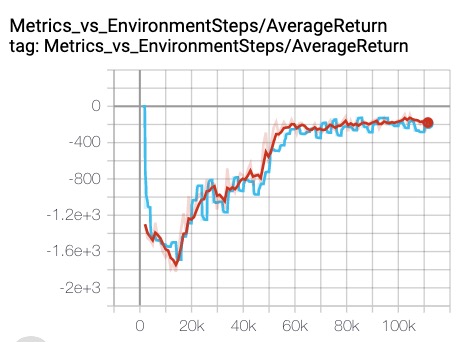 Metrics_vs_EnvironmentSteps/AverageReturn
tag: Metrics_vs_EnvironmentSteps/AverageReturn
0
-400
-800
-1.2e+3
-1.6e+3
-2e+3
0 20k 40k 60k 80k 100k